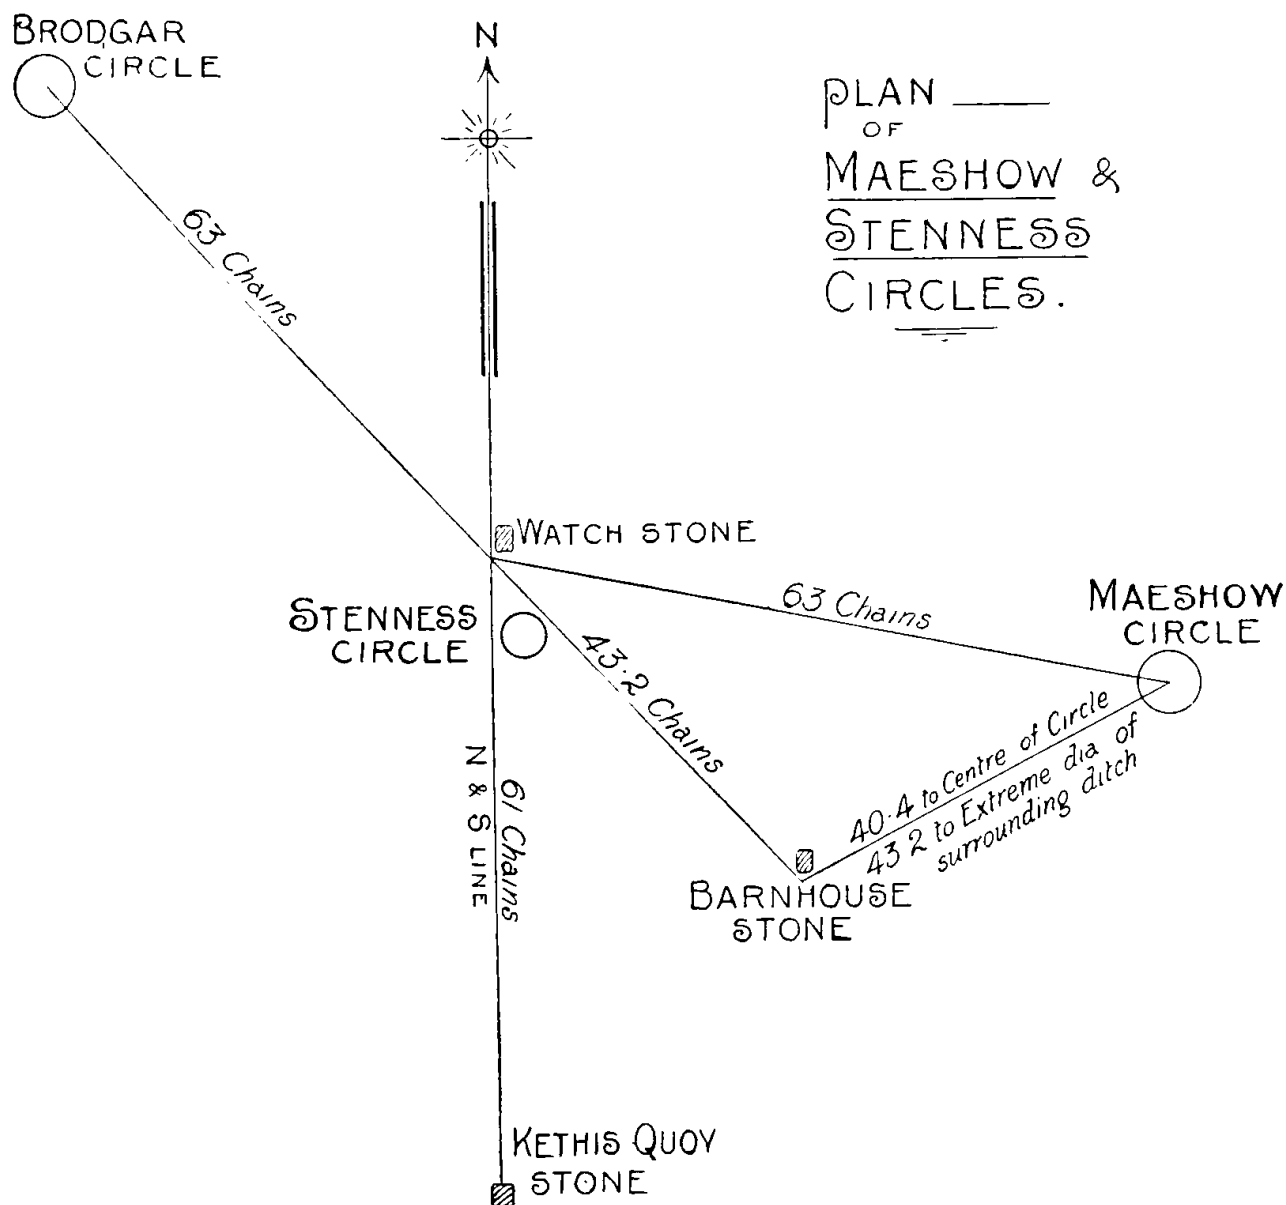 BRODGAR
CIRCLE
N
PLAN
OF
MAESHOW &
STENNESS
CIRCLES.
63 Chains
WATCH STONE
63 Chains
MAESHOW
CIRCLE
STENNESS
CIRCLE
43.2 Chains
N & S LINE
61 Chains
40.4 to Centre of Circle
43 2 to Extreme dia of
surrounding ditch
BARNHOUSE
STONE
KETHIS QUOY
STONE